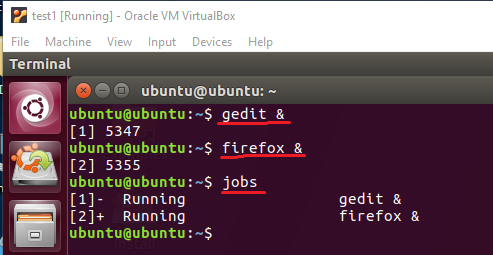 test1 [Running] - Oracle VM VirtualBox
File Machine View Input Devices Help
Terminal
ubuntu@ubuntu: ~
ubuntu@ubuntu:~$ gedit &
[1] 5347
ubuntu@ubuntu:~$ firefox &
[2] 5355
ubuntu@ubuntu:~$ jobs
[1]-  Running                 gedit &
[2]+  Running                 firefox &
ubuntu@ubuntu:~$